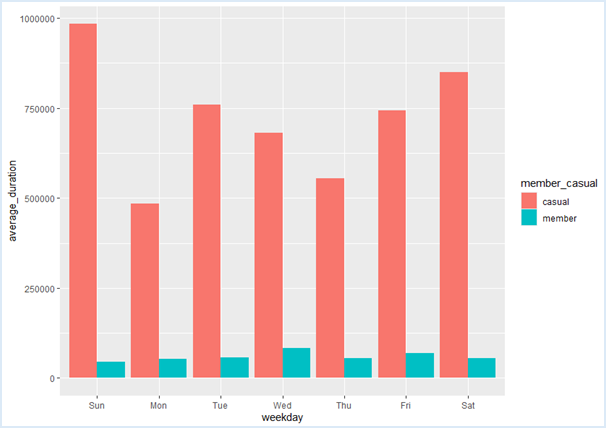 1000000
750000
500000
250000
0
average_duration
Sun Mon Tue Wed Thu Fri Sat
weekday
member_casual
casual
member